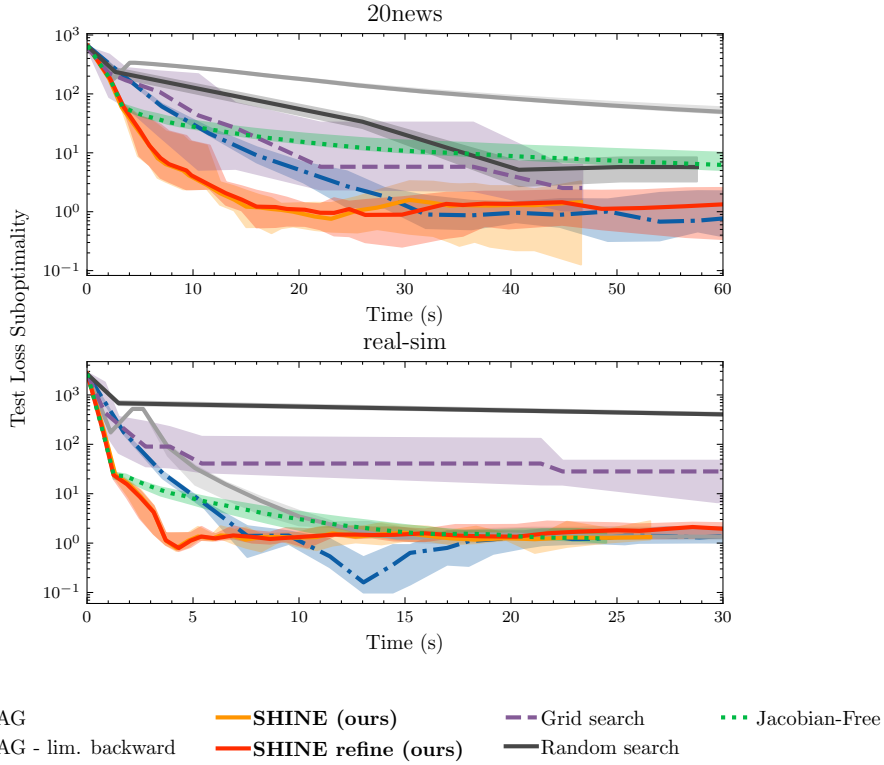 20news
10³
10²
10¹
10⁰
10⁻¹
0 10 20 30 40 50 60
Time (s)
Test Loss Suboptimality
real-sim
10³
10²
10¹
10⁰
10⁻¹
0 5 10 15 20 25 30
Time (s)
AG SHINE (ours) Grid search Jacobian-Free
AG - lim. backward SHINE refine (ours) Random search